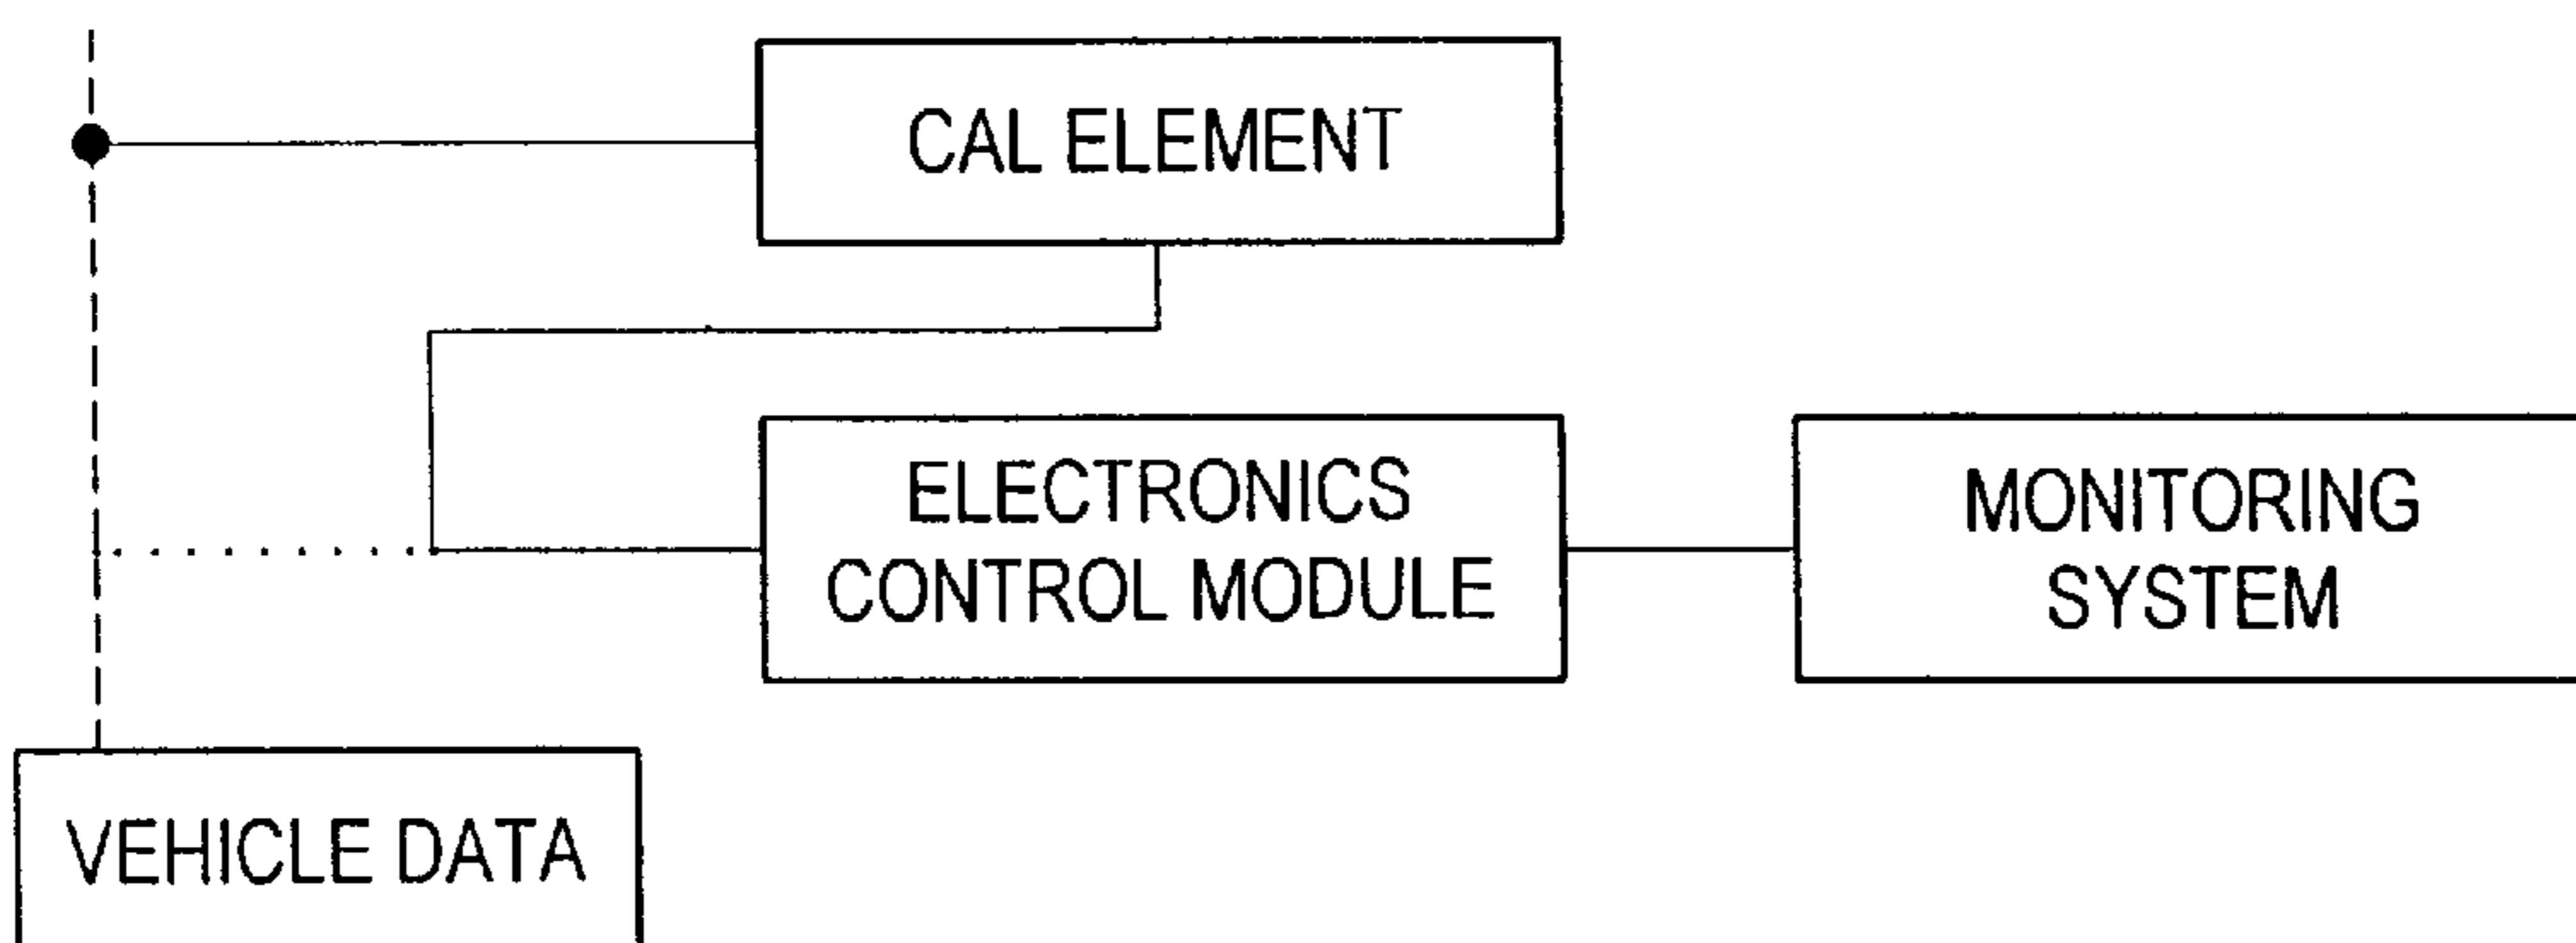 CAL ELEMENT
ELECTRONICS
CONTROL MODULE
MONITORING
SYSTEM
VEHICLE DATA